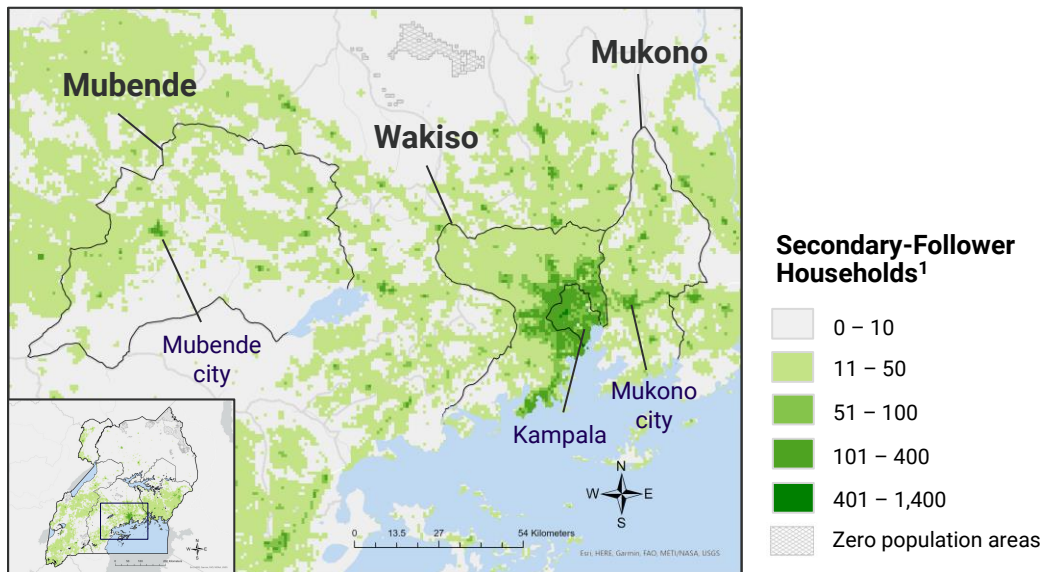 Mubende
Mukono
Wakiso
Mubende
city
Kampala
Mukono
city
N
W
E
S
0
13.5
27
54 Kilometers
Esri, HERE, Garmin, FAO, METI/NASA, USGS
Secondary-Follower
Households¹
0 – 10
11 – 50
51 – 100
101 – 400
401 – 1,400
Zero population areas